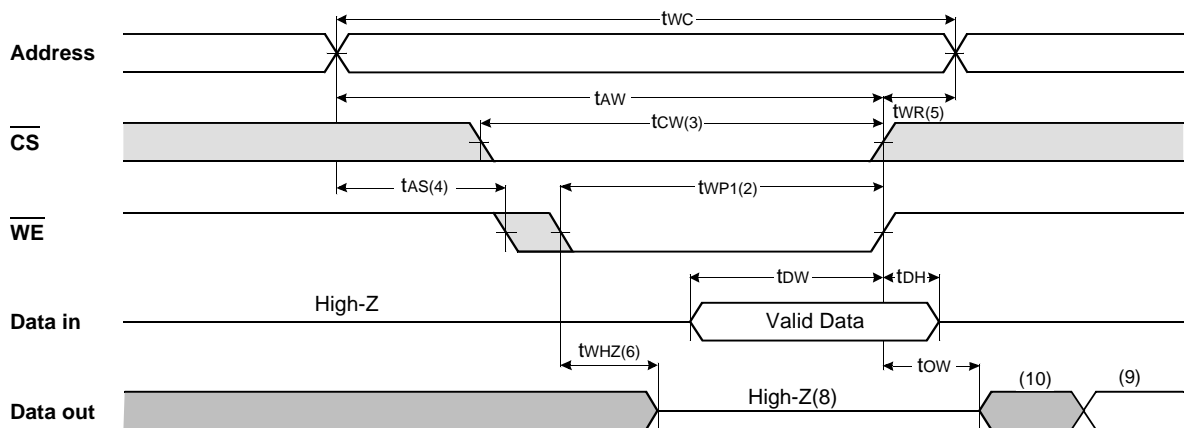 tWC
Address
tAW
tWR(5)
tCW(3)
CS
tAS(4)
tWP1(2)
WE
tDW
tDH
High-Z
Data in
Valid Data
tWHZ(6)
tOW
(10)
(9)
High-Z(8)
Data out